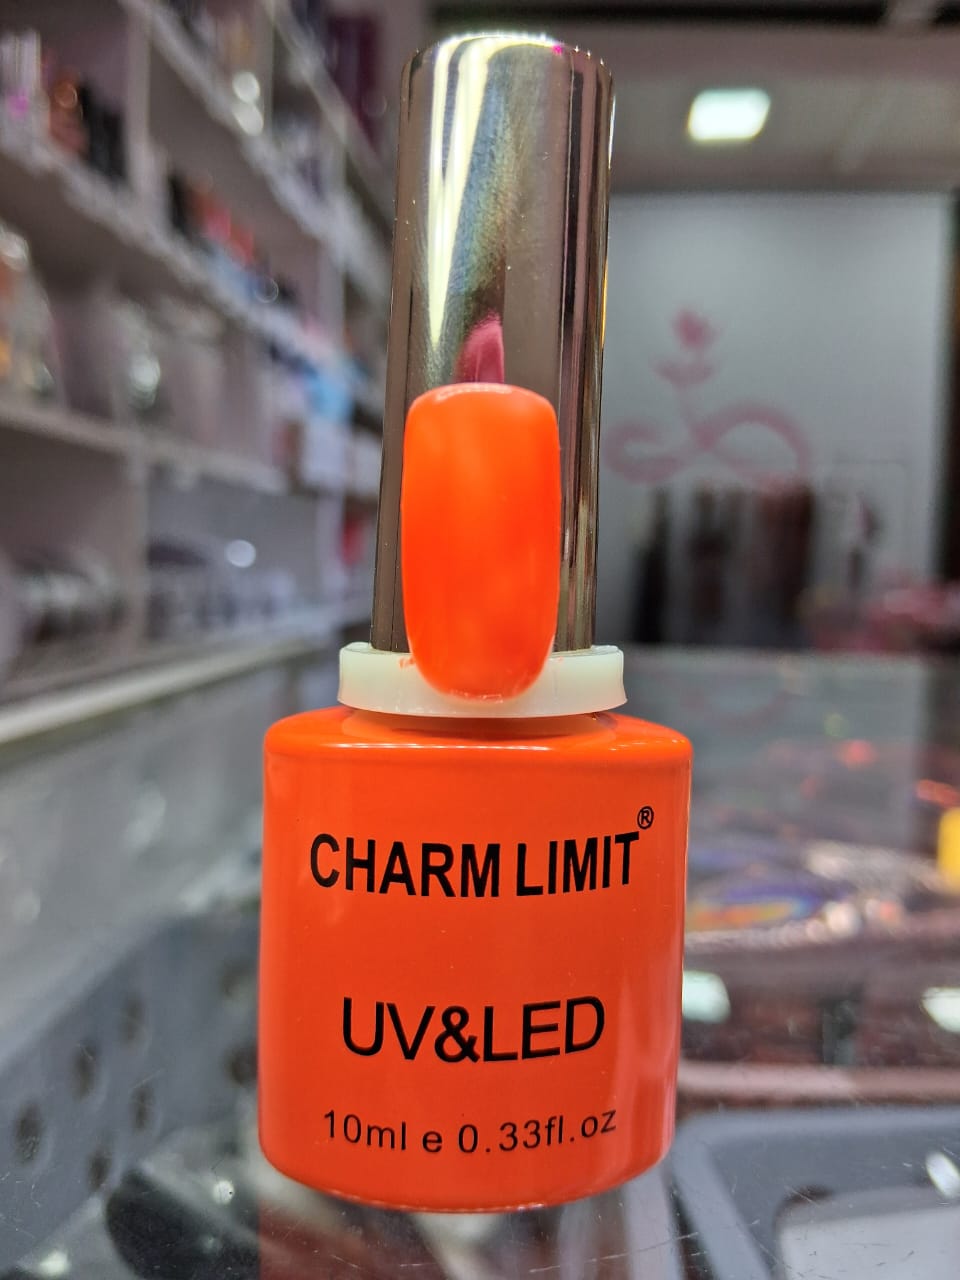 CHARM LIMIT®
UV&LED
10ml e 0.33fl.oz